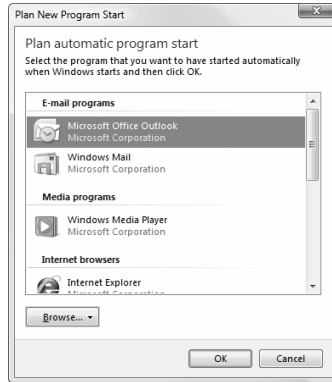 Plan New Program Start
Plan automatic program start
Select the program that you want to have started automatically
when Windows starts and then click OK.
E-mail programs
Microsoft Office Outlook
Microsoft Corporation
Windows Mail
Microsoft Corporation
Media programs
Windows Media Player
Microsoft Corporation
Internet browsers
Internet Explorer
Microsoft Corporation
Browse...
OK
Cancel